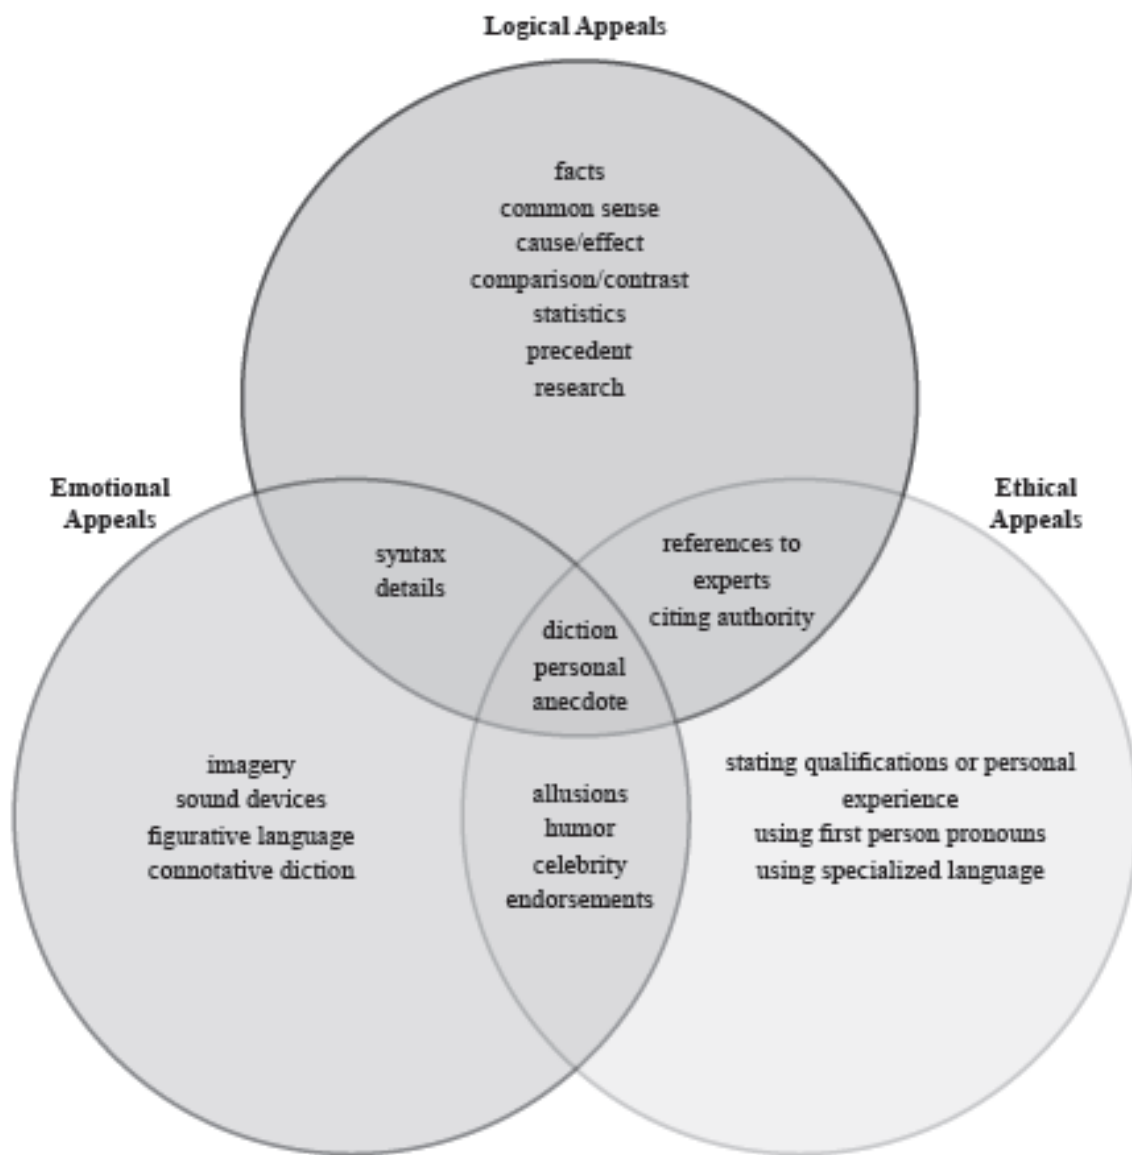 Logical Appeals
facts
common sense
cause/effect
comparison/contrast
statistics
precedent
research
Emotional
Appeals
Ethical
Appeals
syntax
details
references to
experts
citing authority
diction
personal
anecdote
imagery
sound devices
figurative language
connotative diction
allusions
humor
celebrity
endorsements
stating qualifications or personal
experience
using first person pronouns
using specialized language